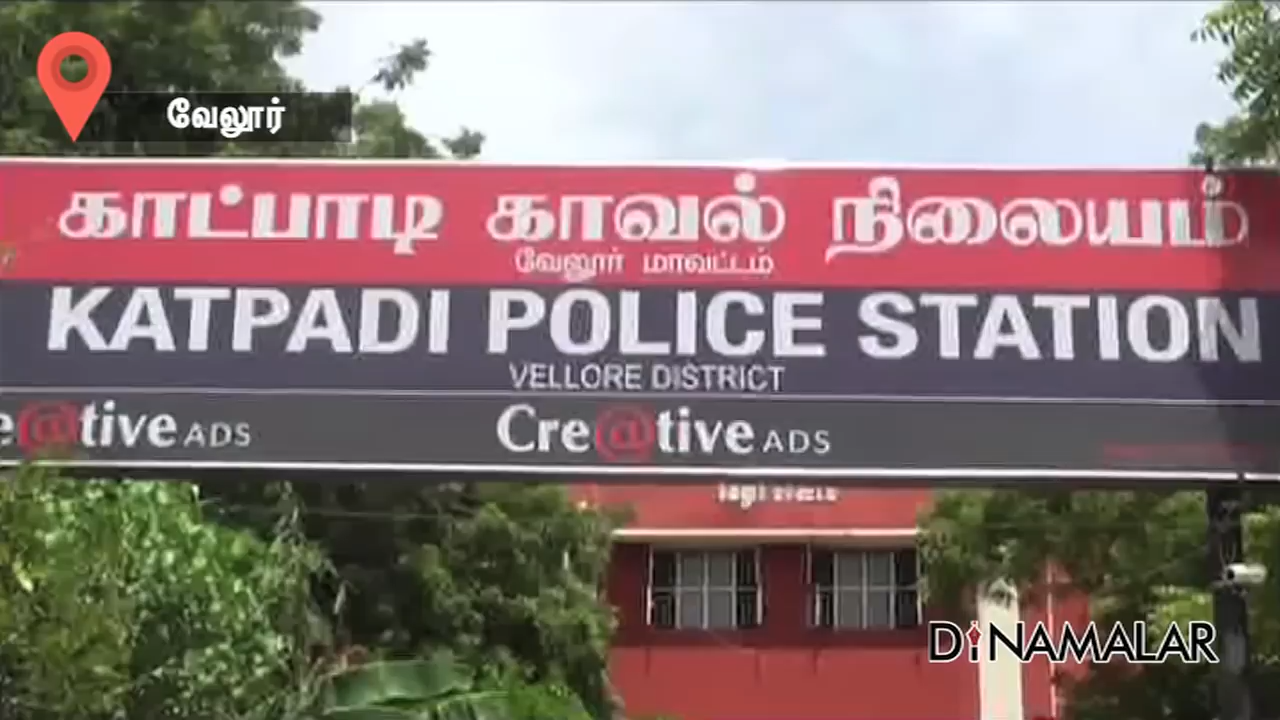 வேலூர்
காட்பாடி காவல் நிலையம்
வேலூர் மாவட்டம்
KATPADI POLICE STATION
VELLORE DISTRICT
e@tive ADS
Cre@tive ADS
DINAMALAR